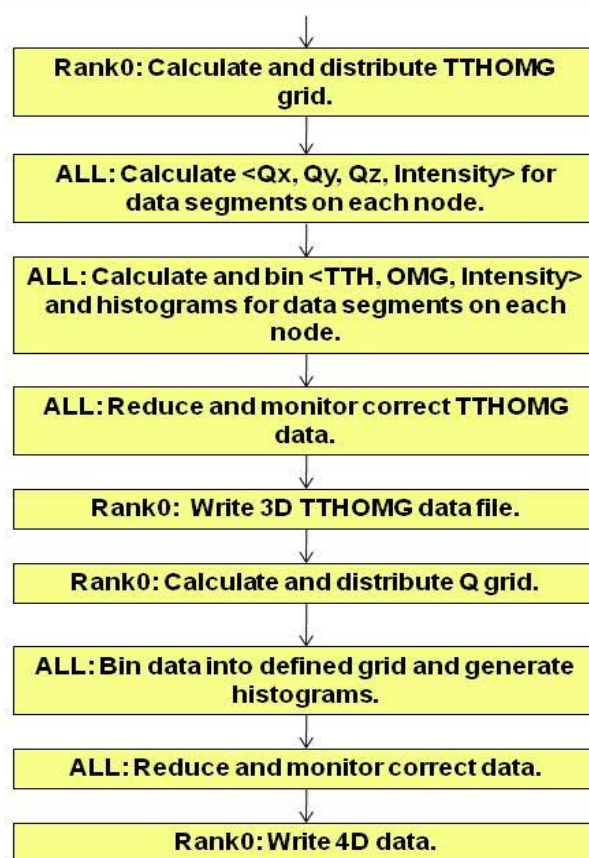 Rank0: Calculate and distribute TTHOMG
grid.
ALL: Calculate <Qx, Qy, Qz, Intensity> for
data segments on each node.
ALL: Calculate and bin <TTH, OMG, Intensity>
and histograms for data segments on each
node.
ALL: Reduce and monitor correct TTHOMG
data.
Rank0: Write 3D TTHOMG data file.
Rank0: Calculate and distribute Q grid.
ALL: Bin data into defined grid and generate
histograms.
ALL: Reduce and monitor correct data.
Rank0: Write 4D data.